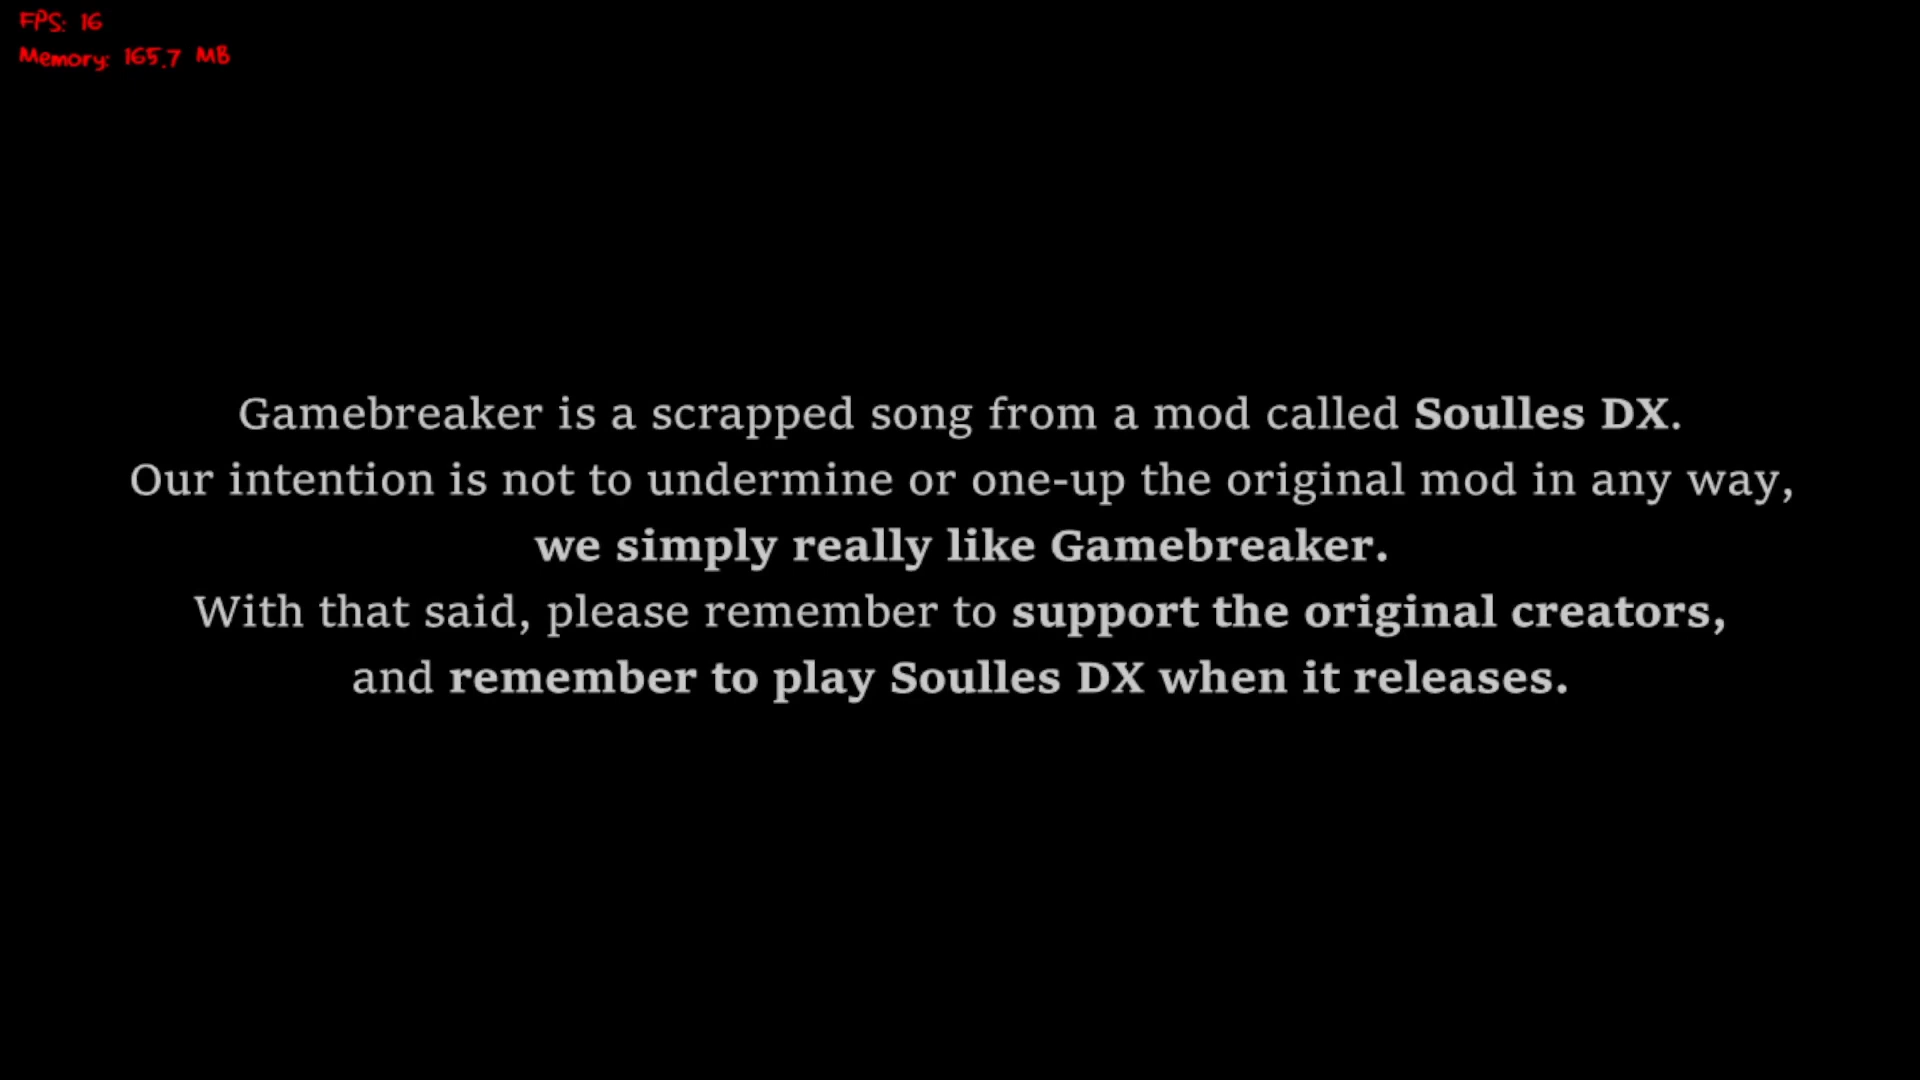 FPS: 16
Memory: 165.7 MB
Gamebreaker is a scrapped song from a mod called Soulles DX.
Our intention is not to undermine or one-up the original mod in any way,
we simply really like Gamebreaker.
With that said, please remember to support the original creators,
and remember to play Soulles DX when it releases.